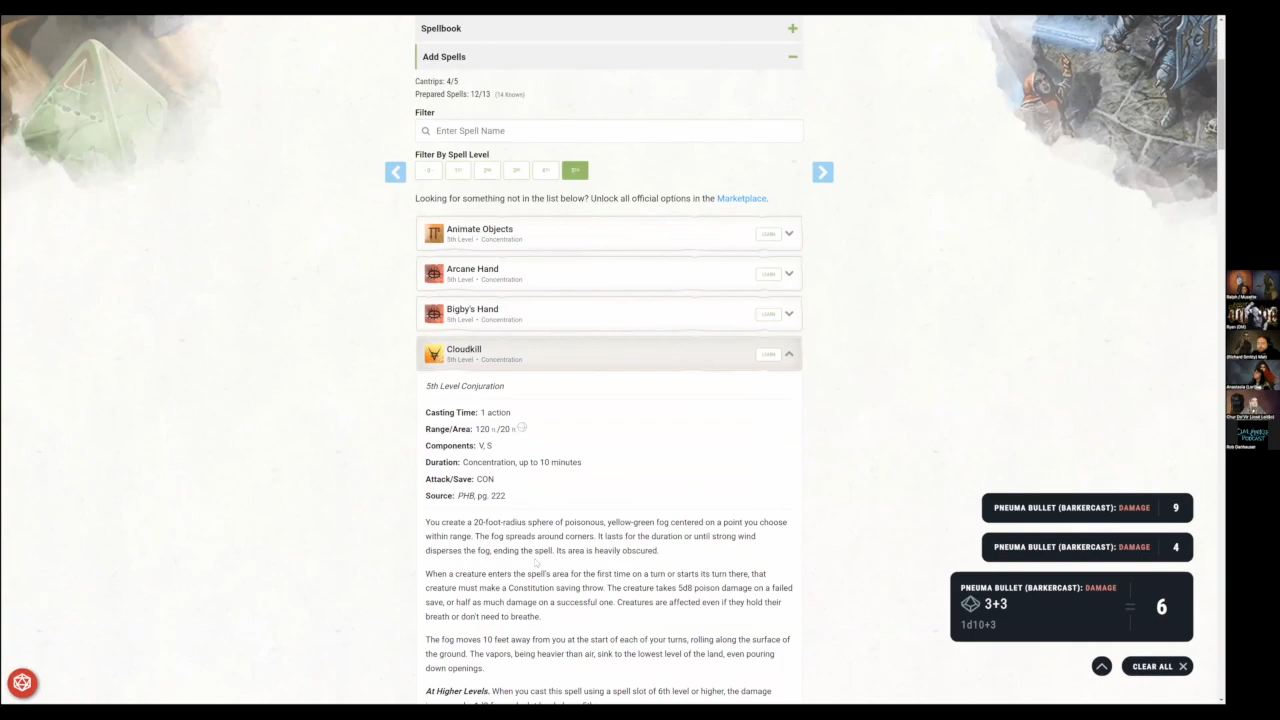 Spellbook
Add Spells
Cantrips: 4/5
Prepared Spells: 12/13 (14 Known)
Filter
Enter Spell Name
Filter By Spell Level
Looking for something not in the list below? Unlock all official options in the Marketplace.
Animate Objects
5th Level • Concentration
LEARN
Arcane Hand
5th Level • Concentration
LEARN
Bigby's Hand
5th Level • Concentration
LEARN
Cloudkill
5th Level • Concentration
LEARN
5th Level Conjuration
Casting Time: 1 action
Range/Area: 120 ft./20 ft.
Components: V, S
Duration: Concentration, up to 10 minutes
Attack/Save: CON
Source: PHB, pg. 222
You create a 20-foot-radius sphere of poisonous, yellow-green fog centered on a point you choose
within range. The fog spreads around corners. It lasts for the duration or until strong wind
disperses the fog, ending the spell. Its area is heavily obscured.
When a creature enters the spell's area for the first time on a turn or starts its turn there, that
creature must make a Constitution saving throw. The creature takes 5d8 poison damage on a failed
save, or half as much damage on a successful one. Creatures are affected even if they hold their
breath or don't need to breathe.
The fog moves 10 feet away from you at the start of each of your turns, rolling along the surface of
the ground. The vapors, being heavier than air, sink to the lowest level of the land, even pouring
down openings.
At Higher Levels. When you cast this spell using a spell slot of 6th level or higher, the damage
PNEUMA BULLET (BARKERCAST): DAMAGE 9
PNEUMA BULLET (BARKERCAST): DAMAGE 4
PNEUMA BULLET (BARKERCAST): DAMAGE
3+3 = 6
1d10+3
CLEAR ALL
Ralph / Musette
Ryan (DM)